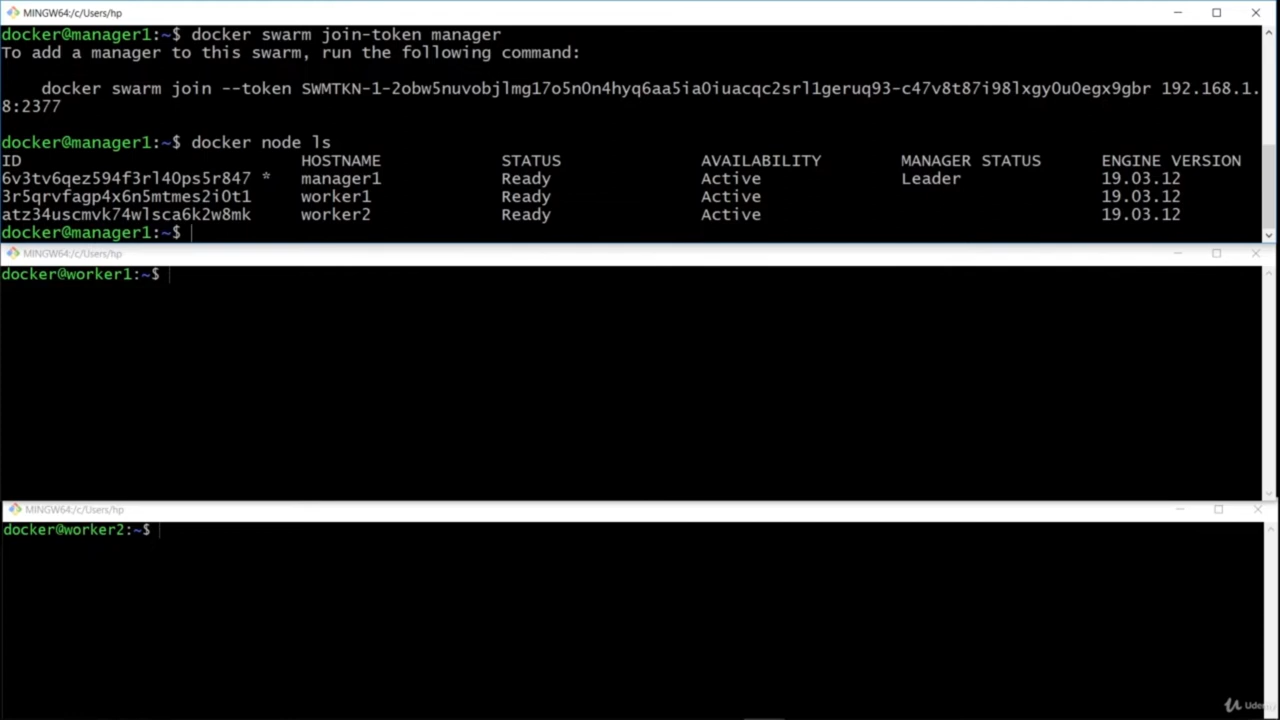 MINGW64:/c/Users/hp
docker@manager1:~$ docker swarm join-token manager
To add a manager to this swarm, run the following command:
docker swarm join --token SWMTKN-1-2obw5nuvobjlmg17o5n0n4hyq6aa5ia0iuacqc2srl1geruq93-c47v8t87i98lxgy0u0egx9gbr 192.168.1.
8:2377
docker@manager1:~$ docker node ls
ID HOSTNAME STATUS AVAILABILITY MANAGER STATUS ENGINE VERSION
6v3tv6qez594f3rl40ps5r847 * manager1 Ready Active Leader 19.03.12
3r5qrvfagp4x6n5mtmes2i0t1 worker1 Ready Active 19.03.12
atz34uscmvk74wlsca6k2w8mk worker2 Ready Active 19.03.12
docker@manager1:~$
MINGW64:/c/Users/hp
docker@worker1:~$
MINGW64:/c/Users/hp
docker@worker2:~$